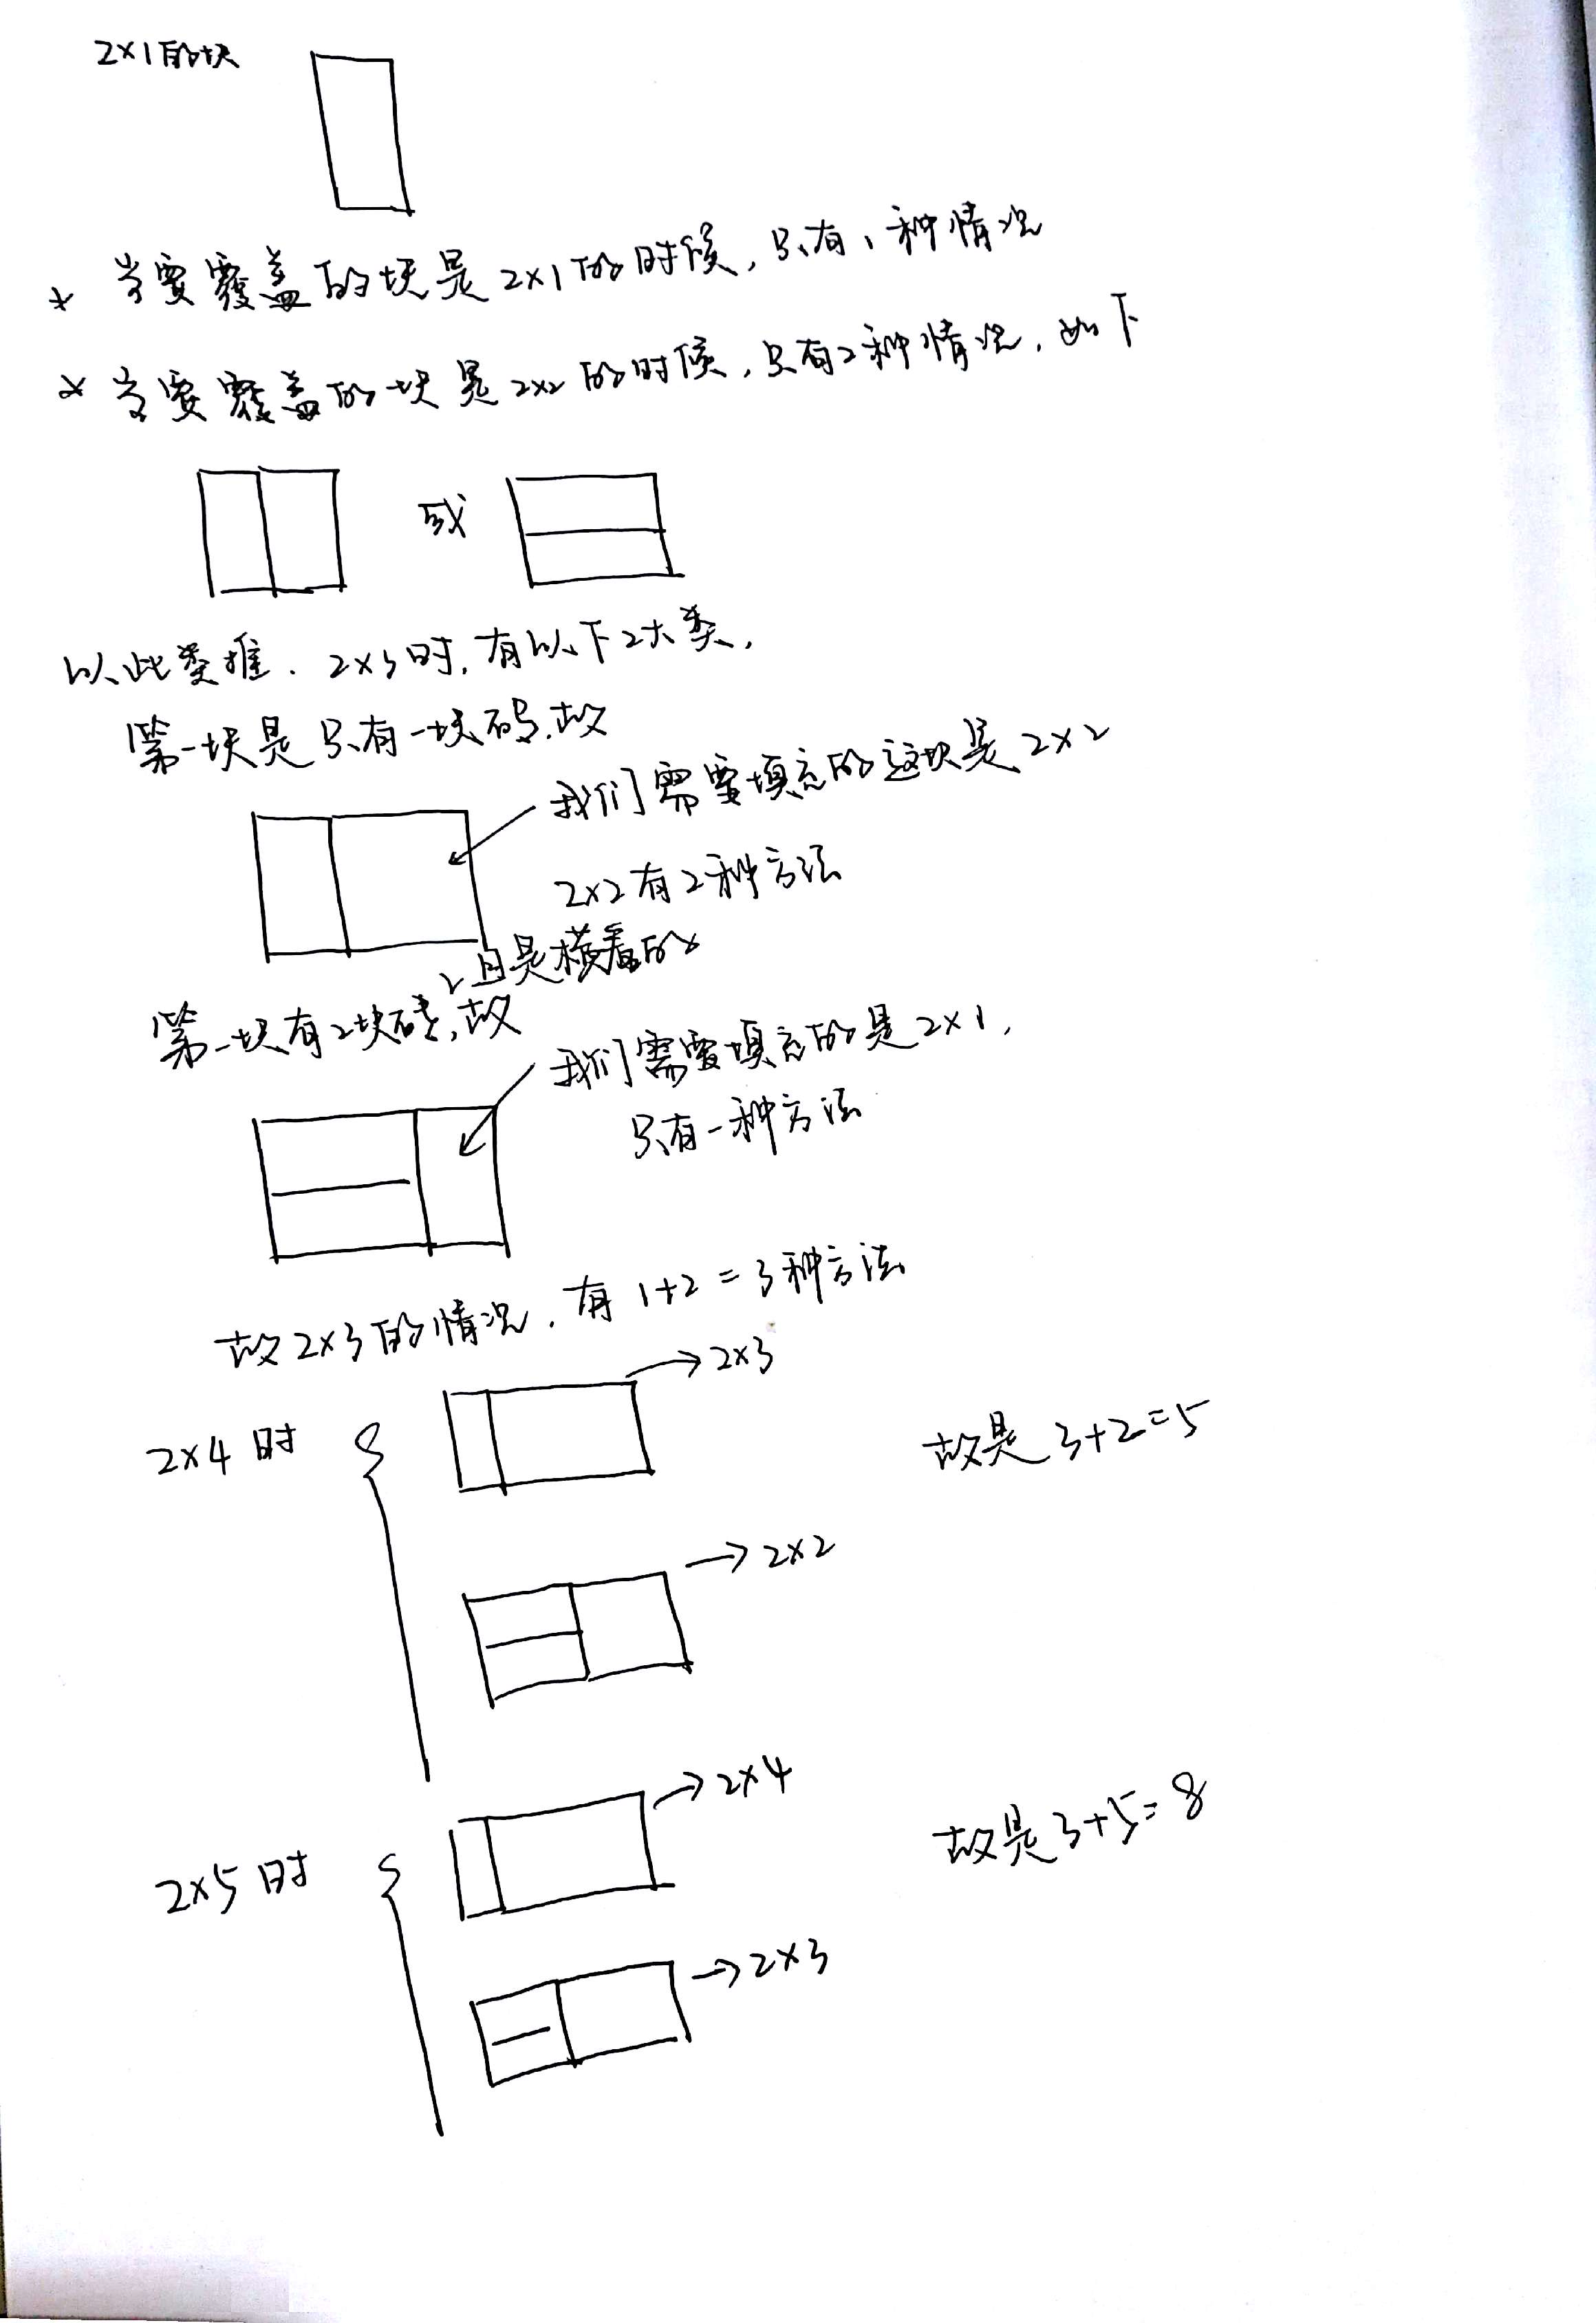 2×1的块
* 当要覆盖的块是2×1的时候,只有1种情况
* 当要覆盖的块是2×2的时候,只有2种情况,如下
或
以此类推.2×3时,有以下2大类,
第一块是只有一块砖,故
我们需要填充的这块是2×2
2×2有2种方法
且是横着的
第一块有2块砖,故
我们需要填充的是2×1,
只有一种方法
故2×3的情况,有1+2=3种方法
→2×3
2×4时
故是3+2=5
→2×2
→2×4
2×5时
故是3+5=8
→2×3